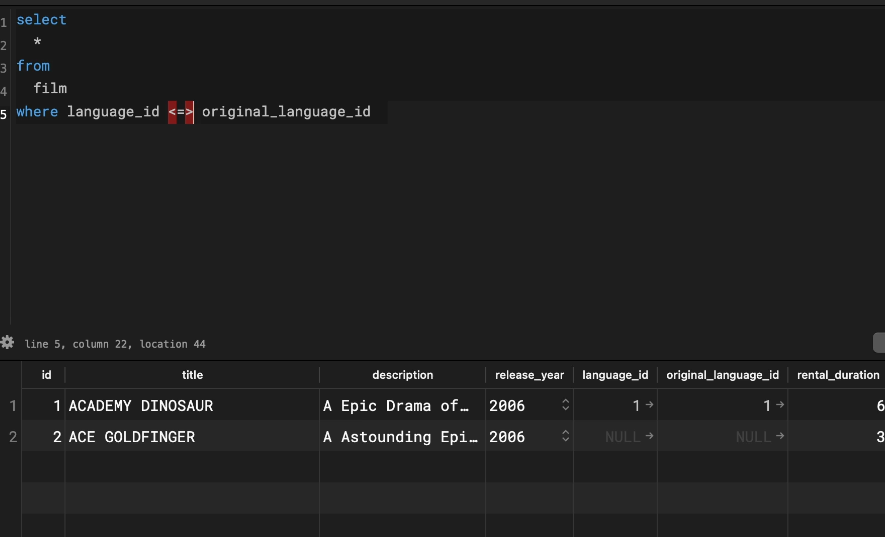 1 select
2 *
3 from
4 film
5 where language_id <=> original_language_id
line 5, column 22, location 44
id title description release_year language_id original_language_id rental_duration
1 1 ACADEMY DINOSAUR A Epic Drama of… 2006 1 → 1 → 6
2 2 ACE GOLDFINGER A Astounding Epi… 2006 NULL → NULL → 3